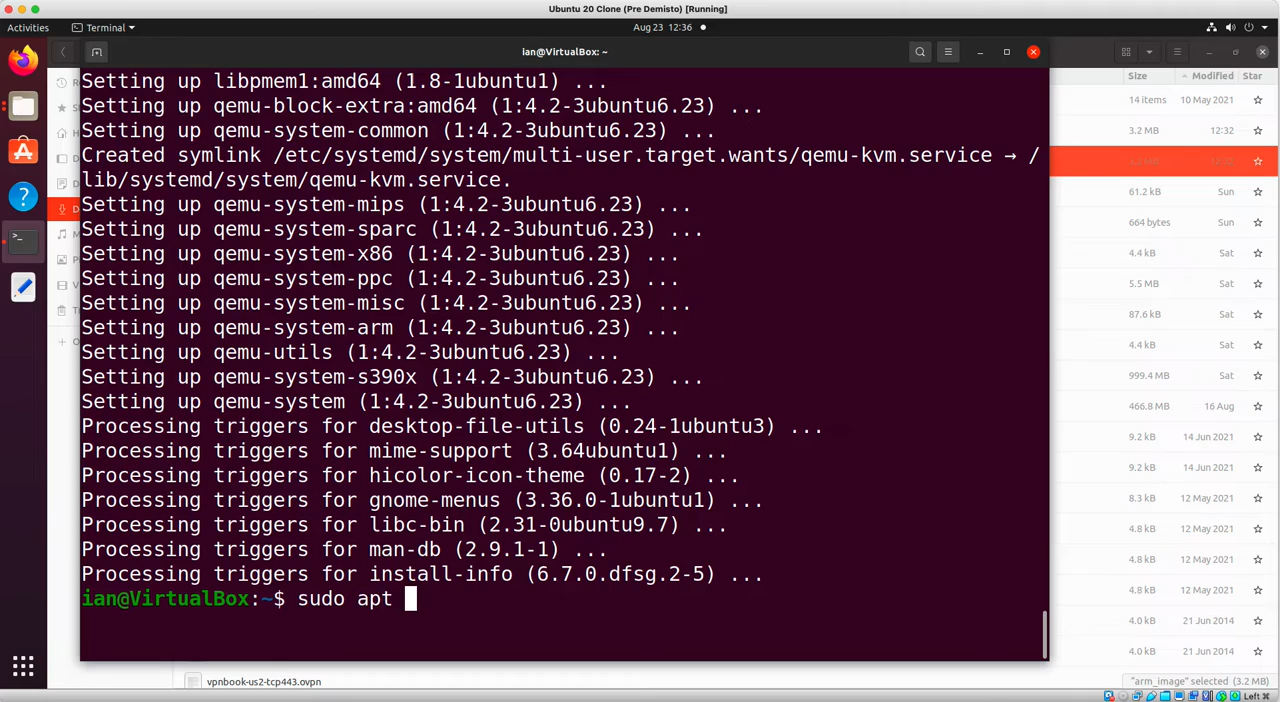 Ubuntu 20 Clone (Pre Demisto) [Running]
Activities
Terminal
Aug 23 12:36
ian@VirtualBox: ~
Setting up libpmem1:amd64 (1.8-1ubuntu1) ...
Setting up qemu-block-extra:amd64 (1:4.2-3ubuntu6.23) ...
Setting up qemu-system-common (1:4.2-3ubuntu6.23) ...
Created symlink /etc/systemd/system/multi-user.target.wants/qemu-kvm.service → /
lib/systemd/system/qemu-kvm.service.
Setting up qemu-system-mips (1:4.2-3ubuntu6.23) ...
Setting up qemu-system-sparc (1:4.2-3ubuntu6.23) ...
Setting up qemu-system-x86 (1:4.2-3ubuntu6.23) ...
Setting up qemu-system-ppc (1:4.2-3ubuntu6.23) ...
Setting up qemu-system-misc (1:4.2-3ubuntu6.23) ...
Setting up qemu-system-arm (1:4.2-3ubuntu6.23) ...
Setting up qemu-utils (1:4.2-3ubuntu6.23) ...
Setting up qemu-system-s390x (1:4.2-3ubuntu6.23) ...
Setting up qemu-system (1:4.2-3ubuntu6.23) ...
Processing triggers for desktop-file-utils (0.24-1ubuntu3) ...
Processing triggers for mime-support (3.64ubuntu1) ...
Processing triggers for hicolor-icon-theme (0.17-2) ...
Processing triggers for gnome-menus (3.36.0-1ubuntu1) ...
Processing triggers for libc-bin (2.31-0ubuntu9.7) ...
Processing triggers for man-db (2.9.1-1) ...
Processing triggers for install-info (6.7.0.dfsg.2-5) ...
ian@VirtualBox:~$ sudo apt
Size Modified Star
14 items 10 May 2021
3.2 MB 12:32
61.2 kB Sun
664 bytes Sun
4.4 kB Sat
5.5 MB Sat
87.6 kB Sat
4.4 kB Sat
999.4 MB Sat
466.8 MB 16 Aug
9.2 kB 14 Jun 2021
9.2 kB 14 Jun 2021
8.3 kB 12 May 2021
4.8 kB 12 May 2021
4.8 kB 12 May 2021
4.8 kB 12 May 2021
4.0 kB 21 Jun 2014
4.0 kB 21 Jun 2014
vpnbook-us2-tcp443.ovpn
"arm_image" selected (3.2 MB)
Left ⌘